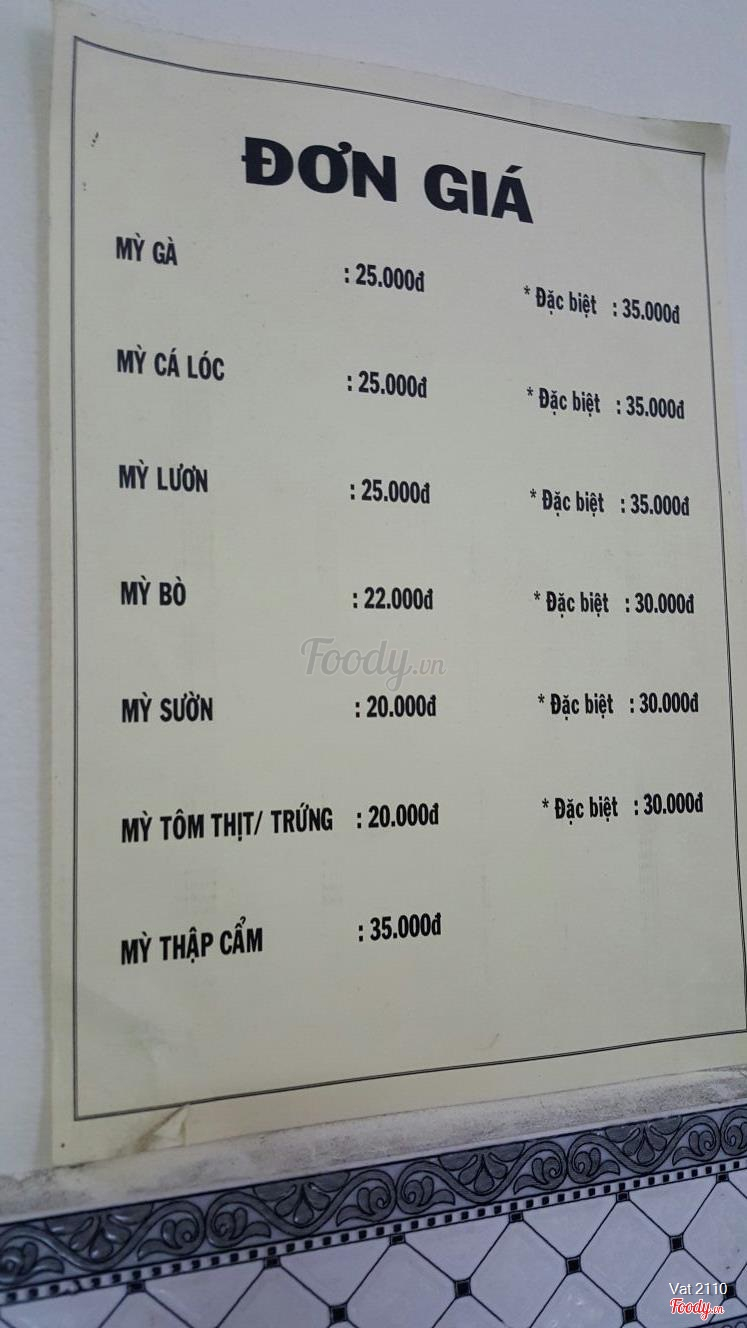 ĐƠN GIÁ
MỲ GÀ : 25.000đ * Đặc biệt : 35.000đ
MỲ CÁ LÓC : 25.000đ * Đặc biệt : 35.000đ
MỲ LƯƠN : 25.000đ * Đặc biệt : 35.000đ
MỲ BÒ : 22.000đ * Đặc biệt : 30.000đ
Foody.vn
MỲ SƯỜN : 20.000đ * Đặc biệt : 30.000đ
MỲ TÔM THỊT/ TRỨNG : 20.000đ * Đặc biệt : 30.000đ
MỲ THẬP CẨM : 35.000đ
Vat 2110
Foody.vn